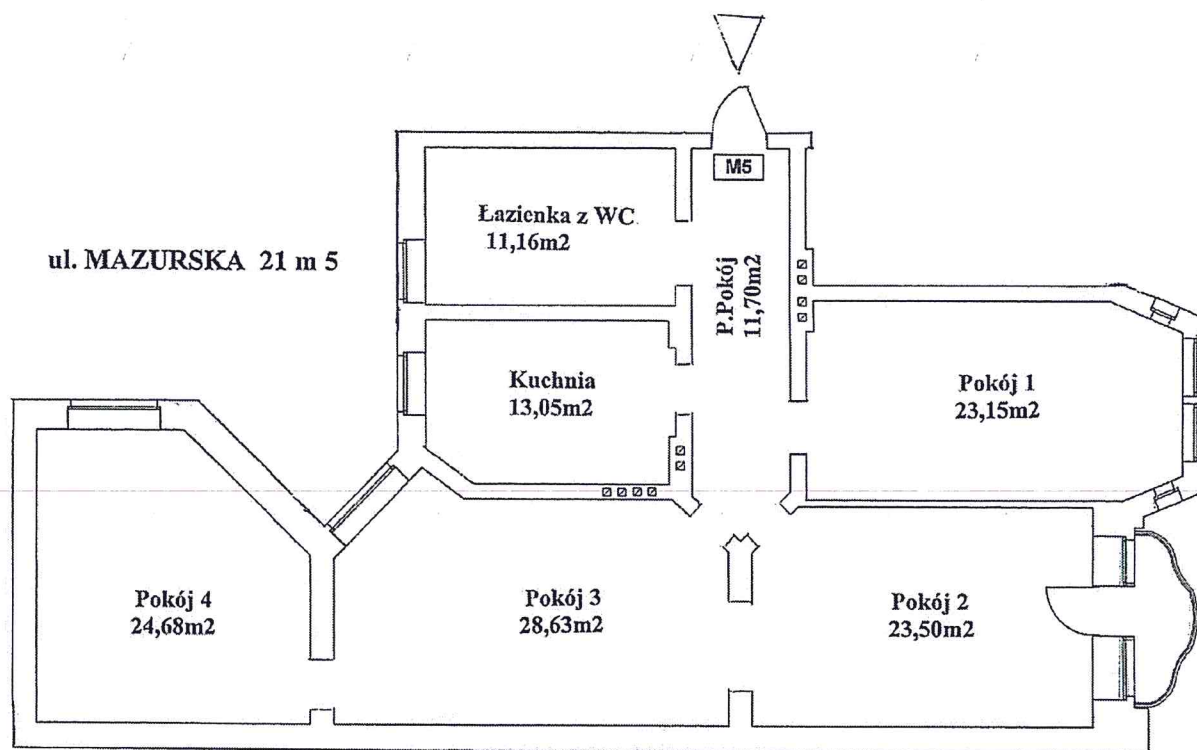 M5
Łazienka z WC
11,16m2
ul. MAZURSKA 21 m 5
P.Pokój
11,70m2
Kuchnia
13,05m2
Pokój 1
23,15m2
Pokój 4
24,68m2
Pokój 3
28,63m2
Pokój 2
23,50m2